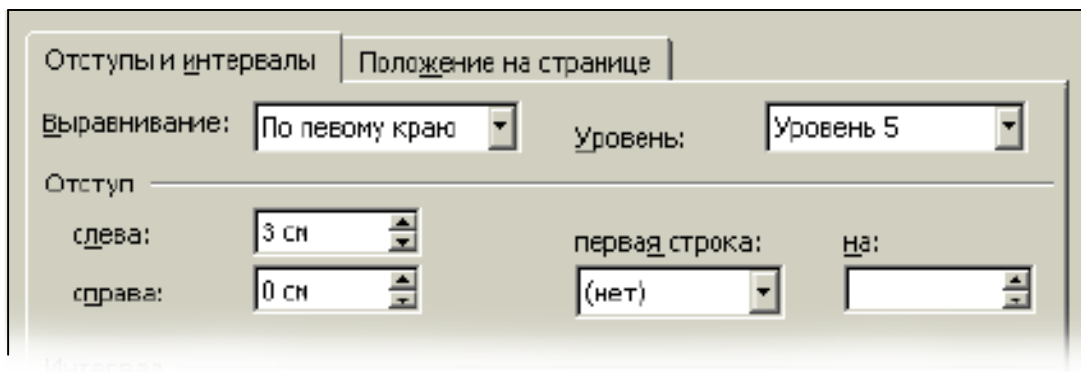 Отступы и интервалы Положение на странице
Выравнивание: По левому краю Уровень: Уровень 5
Отступ
слева: 3 см первая строка: на:
справа: 0 см (нет)
Интервал